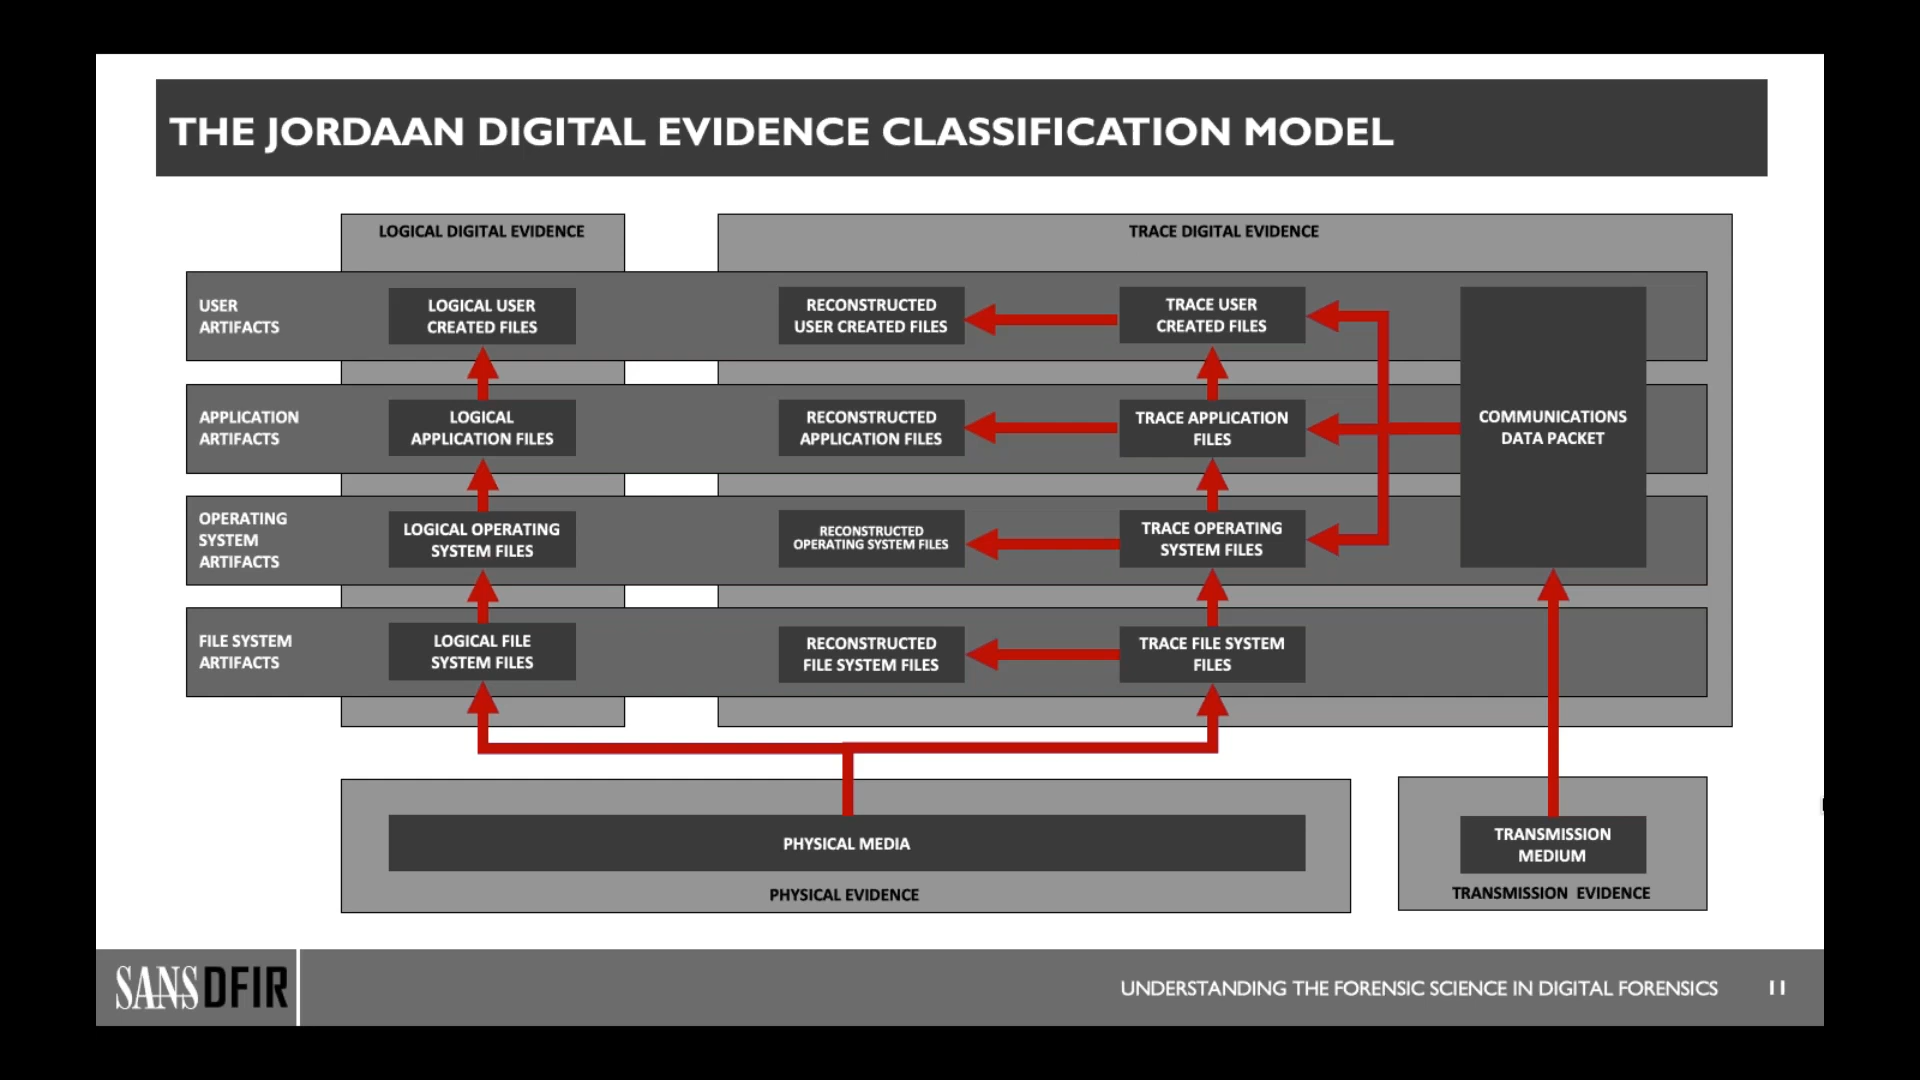 THE JORDAAN DIGITAL EVIDENCE CLASSIFICATION MODEL
LOGICAL DIGITAL EVIDENCE
TRACE DIGITAL EVIDENCE
USER
ARTIFACTS
LOGICAL USER
CREATED FILES
RECONSTRUCTED
USER CREATED FILES
TRACE USER
CREATED FILES
COMMUNICATIONS
DATA PACKET
APPLICATION
ARTIFACTS
LOGICAL
APPLICATION FILES
RECONSTRUCTED
APPLICATION FILES
TRACE APPLICATION
FILES
OPERATING
SYSTEM
ARTIFACTS
LOGICAL OPERATING
SYSTEM FILES
RECONSTRUCTED
OPERATING SYSTEM FILES
TRACE OPERATING
SYSTEM FILES
FILE SYSTEM
ARTIFACTS
LOGICAL FILE
SYSTEM FILES
RECONSTRUCTED
FILE SYSTEM FILES
TRACE FILE SYSTEM
FILES
PHYSICAL MEDIA
PHYSICAL EVIDENCE
TRANSMISSION
MEDIUM
TRANSMISSION EVIDENCE
SANS DFIR
UNDERSTANDING THE FORENSIC SCIENCE IN DIGITAL FORENSICS
11